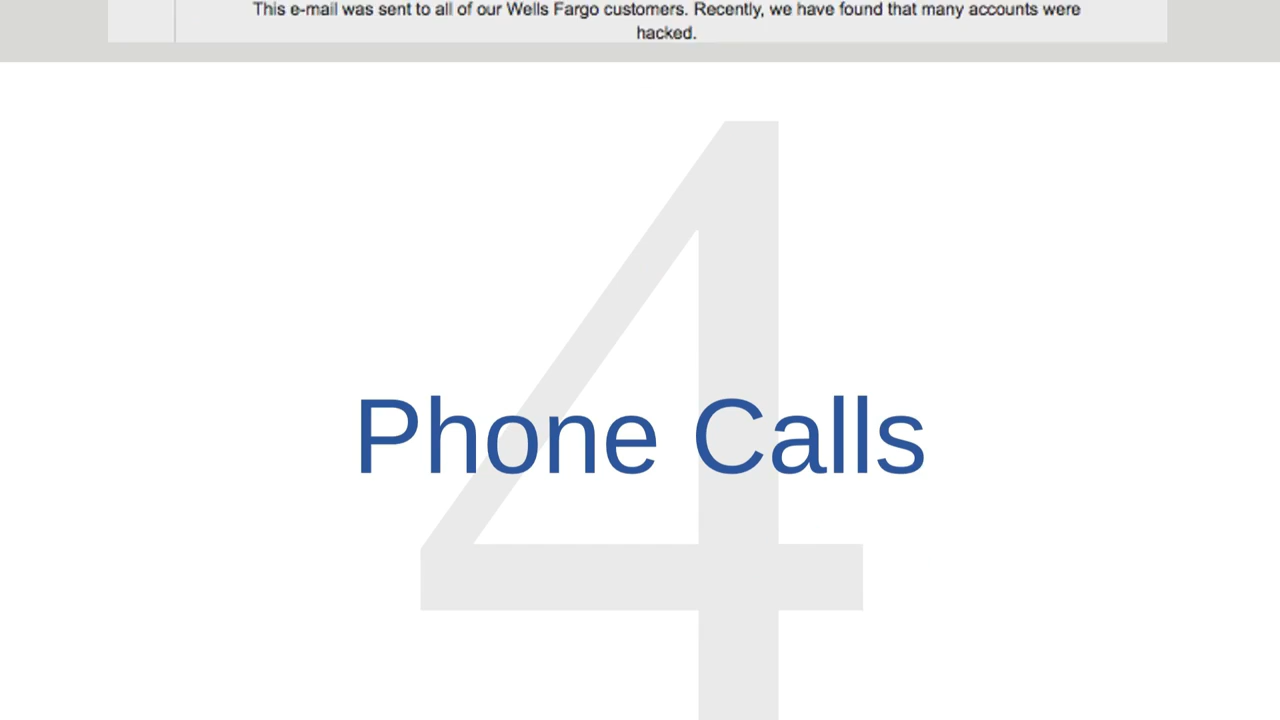 This e-mail was sent to all of our Wells Fargo customers. Recently, we have found that many accounts were
hacked.
4
Phone Calls